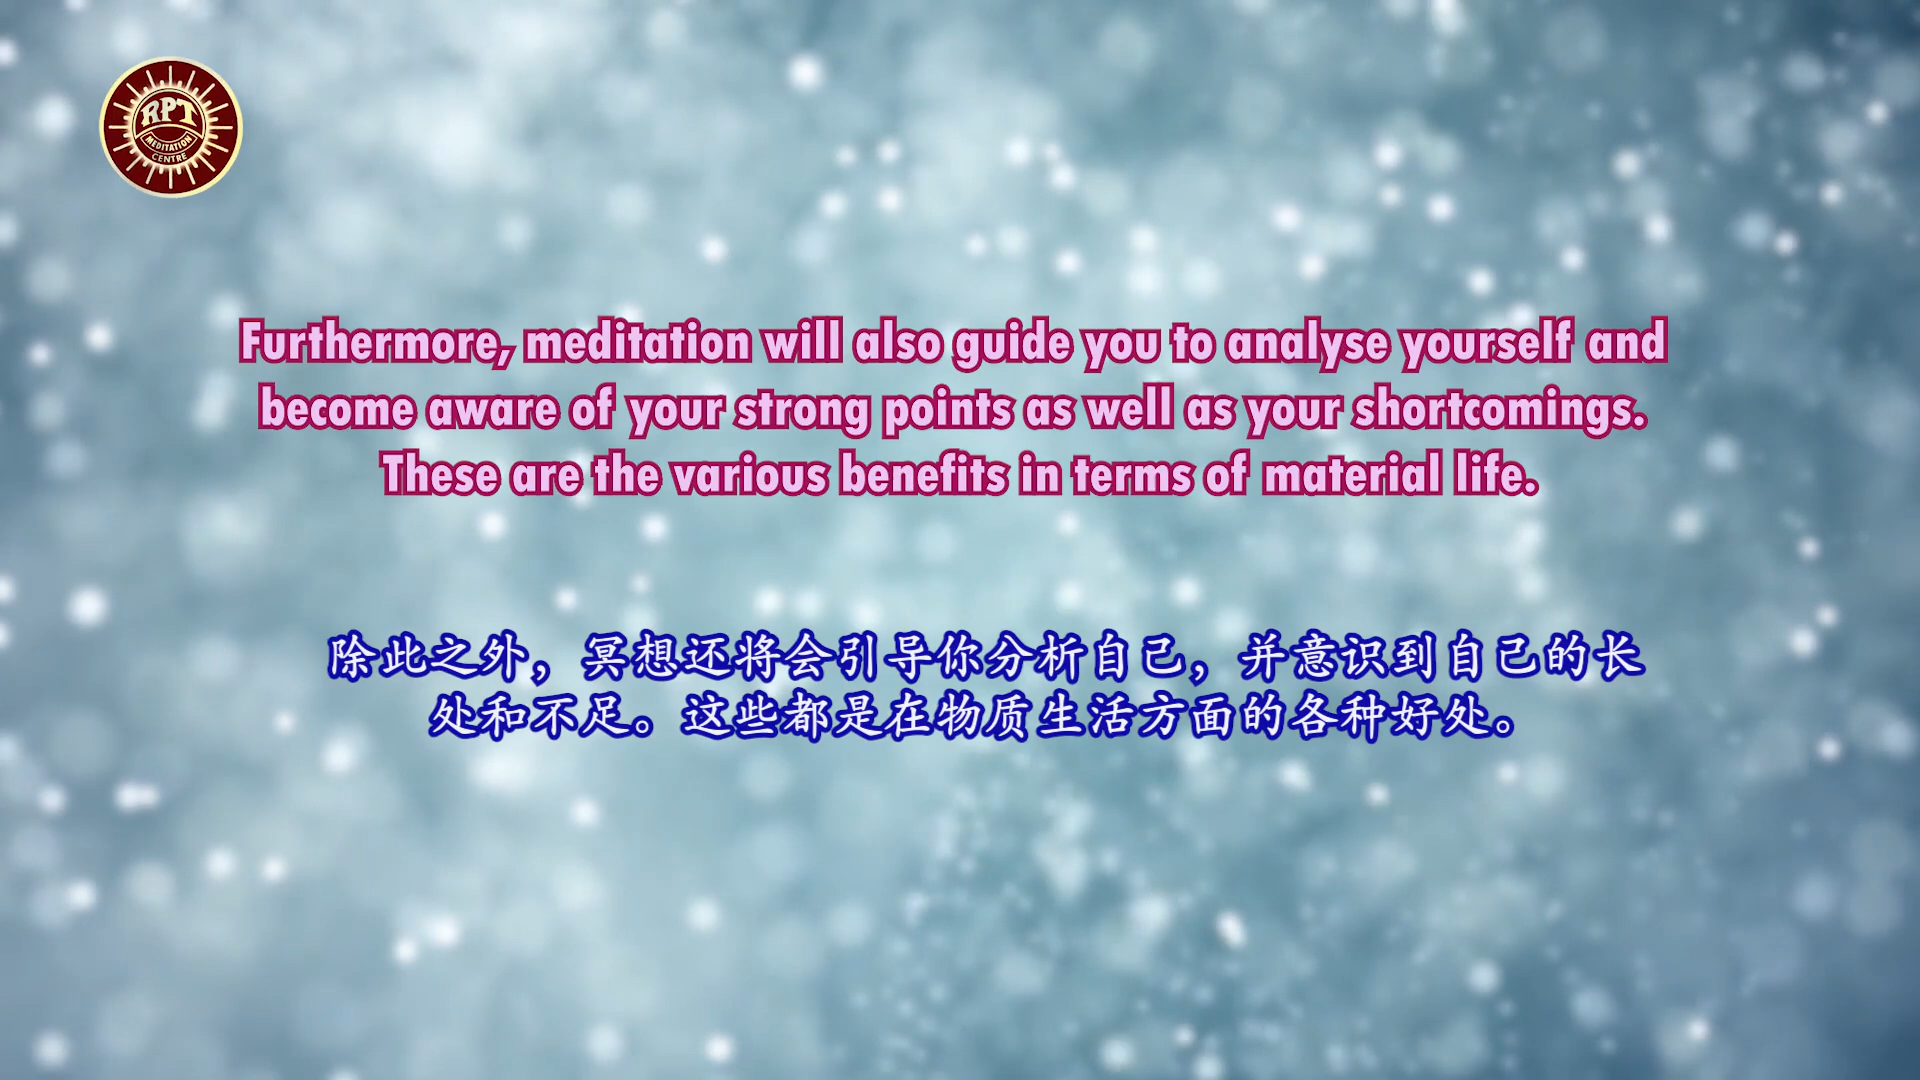 RPT
MEDITATION
CENTRE
Furthermore, meditation will also guide you to analyse yourself and
become aware of your strong points as well as your shortcomings.
These are the various benefits in terms of material life.
除此之外，冥想还将会引导你分析自己，并意识到自己的长
处和不足。这些都是在物质生活方面的各种好处。